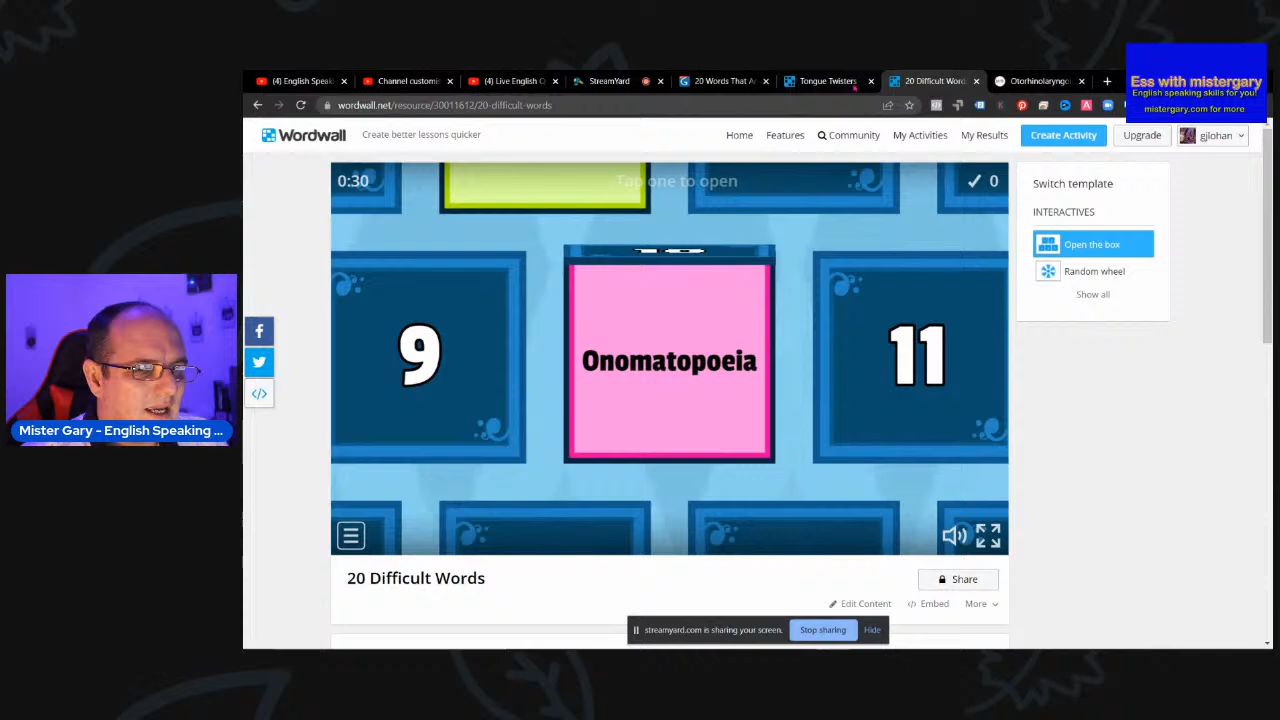 Ess with mistergary
English speaking skills for you!
mistergary.com for more
(4) English Speak
Channel customis
(4) Live English C
StreamYard
20 Words That Ar
Tongue Twisters
20 Difficult Words
Otorhinolaryngo
wordwall.net/resource/30011612/20-difficult-words
Wordwall
Create better lessons quicker
Home
Features
Community
My Activities
My Results
Create Activity
Upgrade
gjlohan
0:30
Tap one to open
0
Switch template
INTERACTIVES
Open the box
Random wheel
Show all
9
Onomatopoeia
11
Mister Gary - English Speaking ...
20 Difficult Words
Share
Edit Content
Embed
More
streamyard.com is sharing your screen.
Stop sharing
Hide